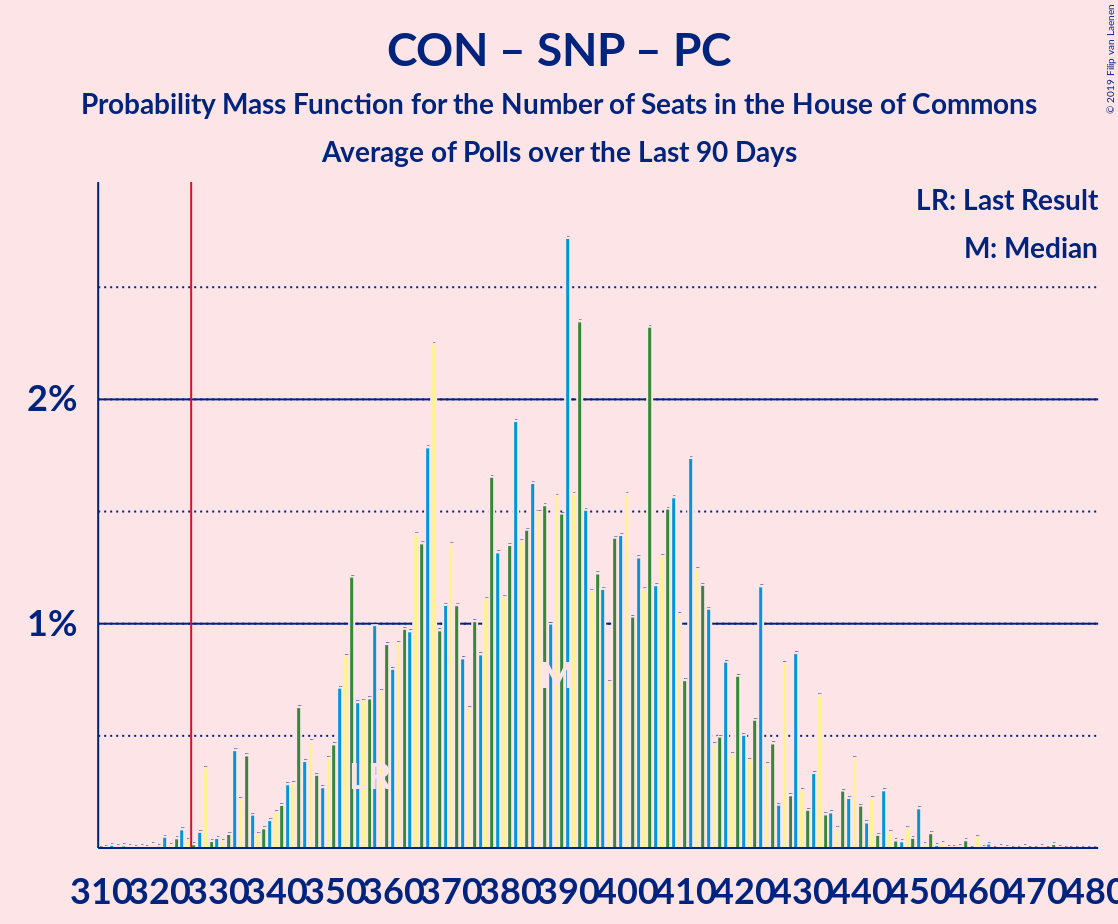 CON – SNP – PC
Probability Mass Function for the Number of Seats in the House of Commons
Average of Polls over the Last 90 Days
© 2019 Filip van Laenen
LR: Last Result
M: Median
2%
1%
M
LR
310 320 330 340 350 360 370 380 390 400 410 420 430 440 450 460 470 480